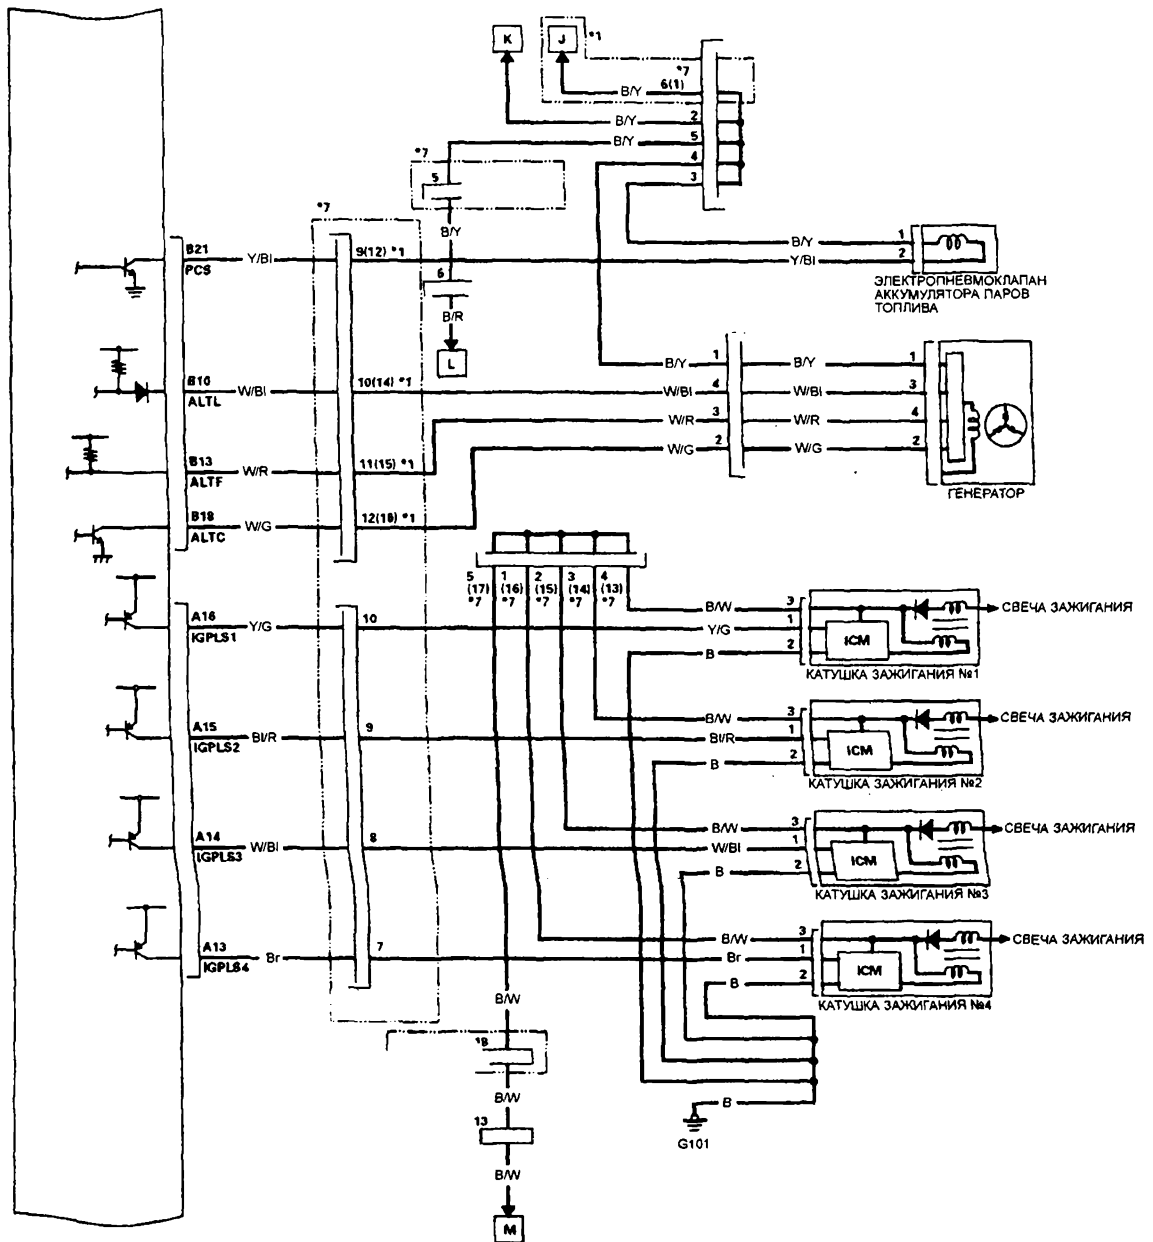 K
J
*1
*7
6(1)
B/Y
2
B/Y
5
B/Y
4
3
*7
5
B/Y
*7
B21
PCS
Y/Bl
9(12) *1
B/Y
1
Y/Bl
2
ЭЛЕКТРОПНЕВМОКЛАПАН
АККУМУЛЯТОРА ПАРОВ
ТОПЛИВА
6
B/R
L
B/Y
1
B/Y
1
B10
ALTL
W/Bl
10(14) *1
W/Bl
4
W/Bl
3
W/R
3
W/R
4
W/G
2
W/G
2
ГЕНЕРАТОР
B13
ALTF
W/R
11(15) *1
B18
ALTC
W/G
12(18) *1
5
(17)
*7
1
(16)
*7
2
(15)
*7
3
(14)
*7
4
(13)
*7
A16
IGPLS1
Y/G
10
B/W
3
Y/G
1
B
2
ICM
СВЕЧА ЗАЖИГАНИЯ
КАТУШКА ЗАЖИГАНИЯ №1
A15
IGPLS2
Bl/R
9
B/W
3
Bl/R
1
B
2
ICM
СВЕЧА ЗАЖИГАНИЯ
КАТУШКА ЗАЖИГАНИЯ №2
A14
IGPLS3
W/Bl
8
B/W
3
W/Bl
1
B
2
ICM
СВЕЧА ЗАЖИГАНИЯ
КАТУШКА ЗАЖИГАНИЯ №3
A13
IGPLS4
Br
7
B/W
3
Br
1
B
2
ICM
СВЕЧА ЗАЖИГАНИЯ
КАТУШКА ЗАЖИГАНИЯ №4
B/W
B/W
13
B/W
M
B
G101